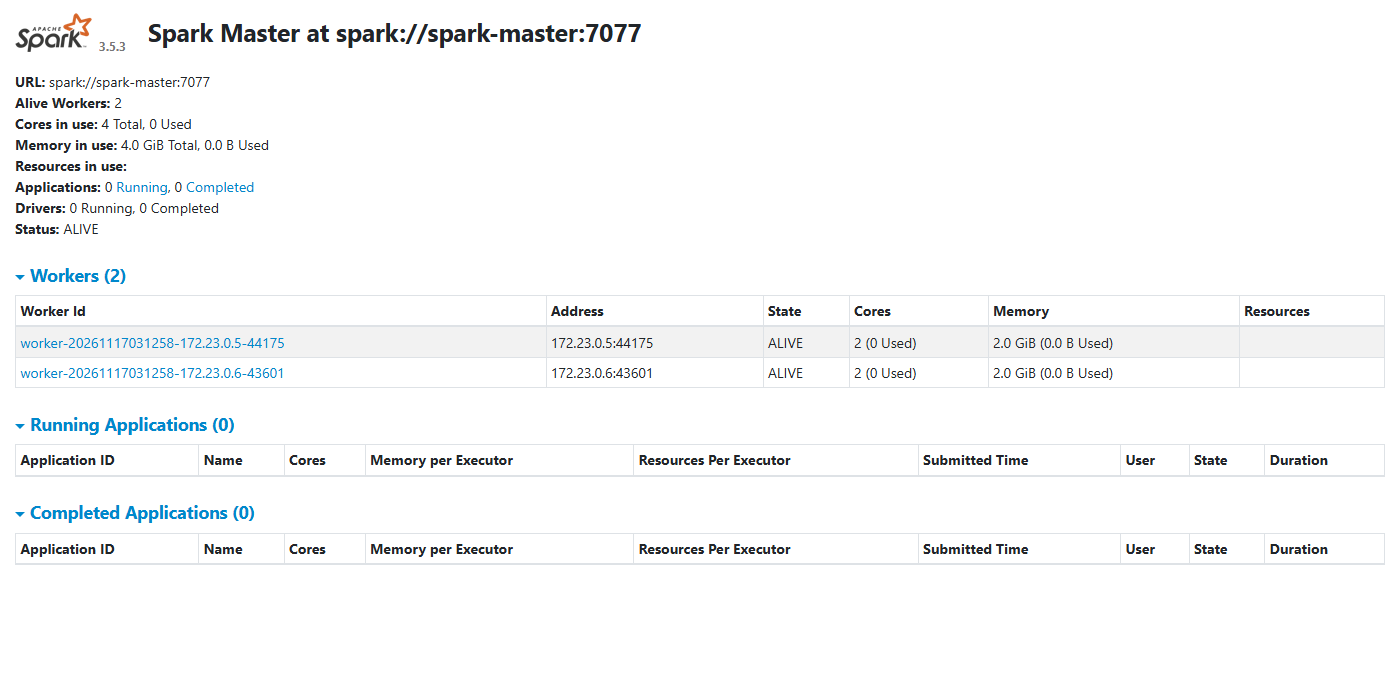 APACHE
Spark 3.5.3 Spark Master at spark://spark-master:7077
URL: spark://spark-master:7077
Alive Workers: 2
Cores in use: 4 Total, 0 Used
Memory in use: 4.0 GiB Total, 0.0 B Used
Resources in use:
Applications: 0 Running, 0 Completed
Drivers: 0 Running, 0 Completed
Status: ALIVE
Workers (2)
Worker Id Address State Cores Memory Resources
worker-20261117031258-172.23.0.5-44175 172.23.0.5:44175 ALIVE 2 (0 Used) 2.0 GiB (0.0 B Used)
worker-20261117031258-172.23.0.6-43601 172.23.0.6:43601 ALIVE 2 (0 Used) 2.0 GiB (0.0 B Used)
Running Applications (0)
Application ID Name Cores Memory per Executor Resources Per Executor Submitted Time User State Duration
Completed Applications (0)
Application ID Name Cores Memory per Executor Resources Per Executor Submitted Time User State Duration